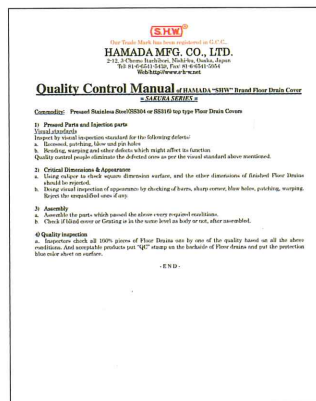 S.H.W
Our Trade Mark has been registered in G.C.C.
HAMADA MFG. CO., LTD.
2-12, 3-Chome Itachibori, Nishi-ku, Osaka, Japan
Tel: 81-6-6541-5459, Fax: 81-6-6541-5954
Web:http://www.s-h-w.net
Quality Control Manual of HAMADA "SHW" Brand Floor Drain Cover
= SAKURA SERIES =
Commodity: Pressed Stainless Steel(SS304 or SS316) top type Floor Drain Covers
1) Pressed Parts and Injection parts
Visual standards
Inspect by visual inspection standard for the following defects:
a. Recessed, patching, blow and pin holes
b. Bending, warping and other defects which might affect its function
Quality control people eliminate the defected ones as per the visual standard above mentioned.
2) Critical Dimensions & Appearance
a. Using caliper to check square dimension surface, and the other dimensions of finished Floor Drains
should be rejected.
b. Doing visual inspection of appearance by checking of burrs, sharp corner, blow holes, patching, warping.
Reject the unqualified ones if any.
3) Assembly
a. Assemble the parts which passed the above every required conditions.
b. Check if blind cover or Grating is in the same level as body or not, after assembled.
4) Quality inspection
a. Inspectors check all 100% pieces of Floor Drains one by one of the quality based on all the above
conditions. And acceptable products put "QC" stamp on the backside of Floor drains and put the protection
blue color sheet on surface.
- END -